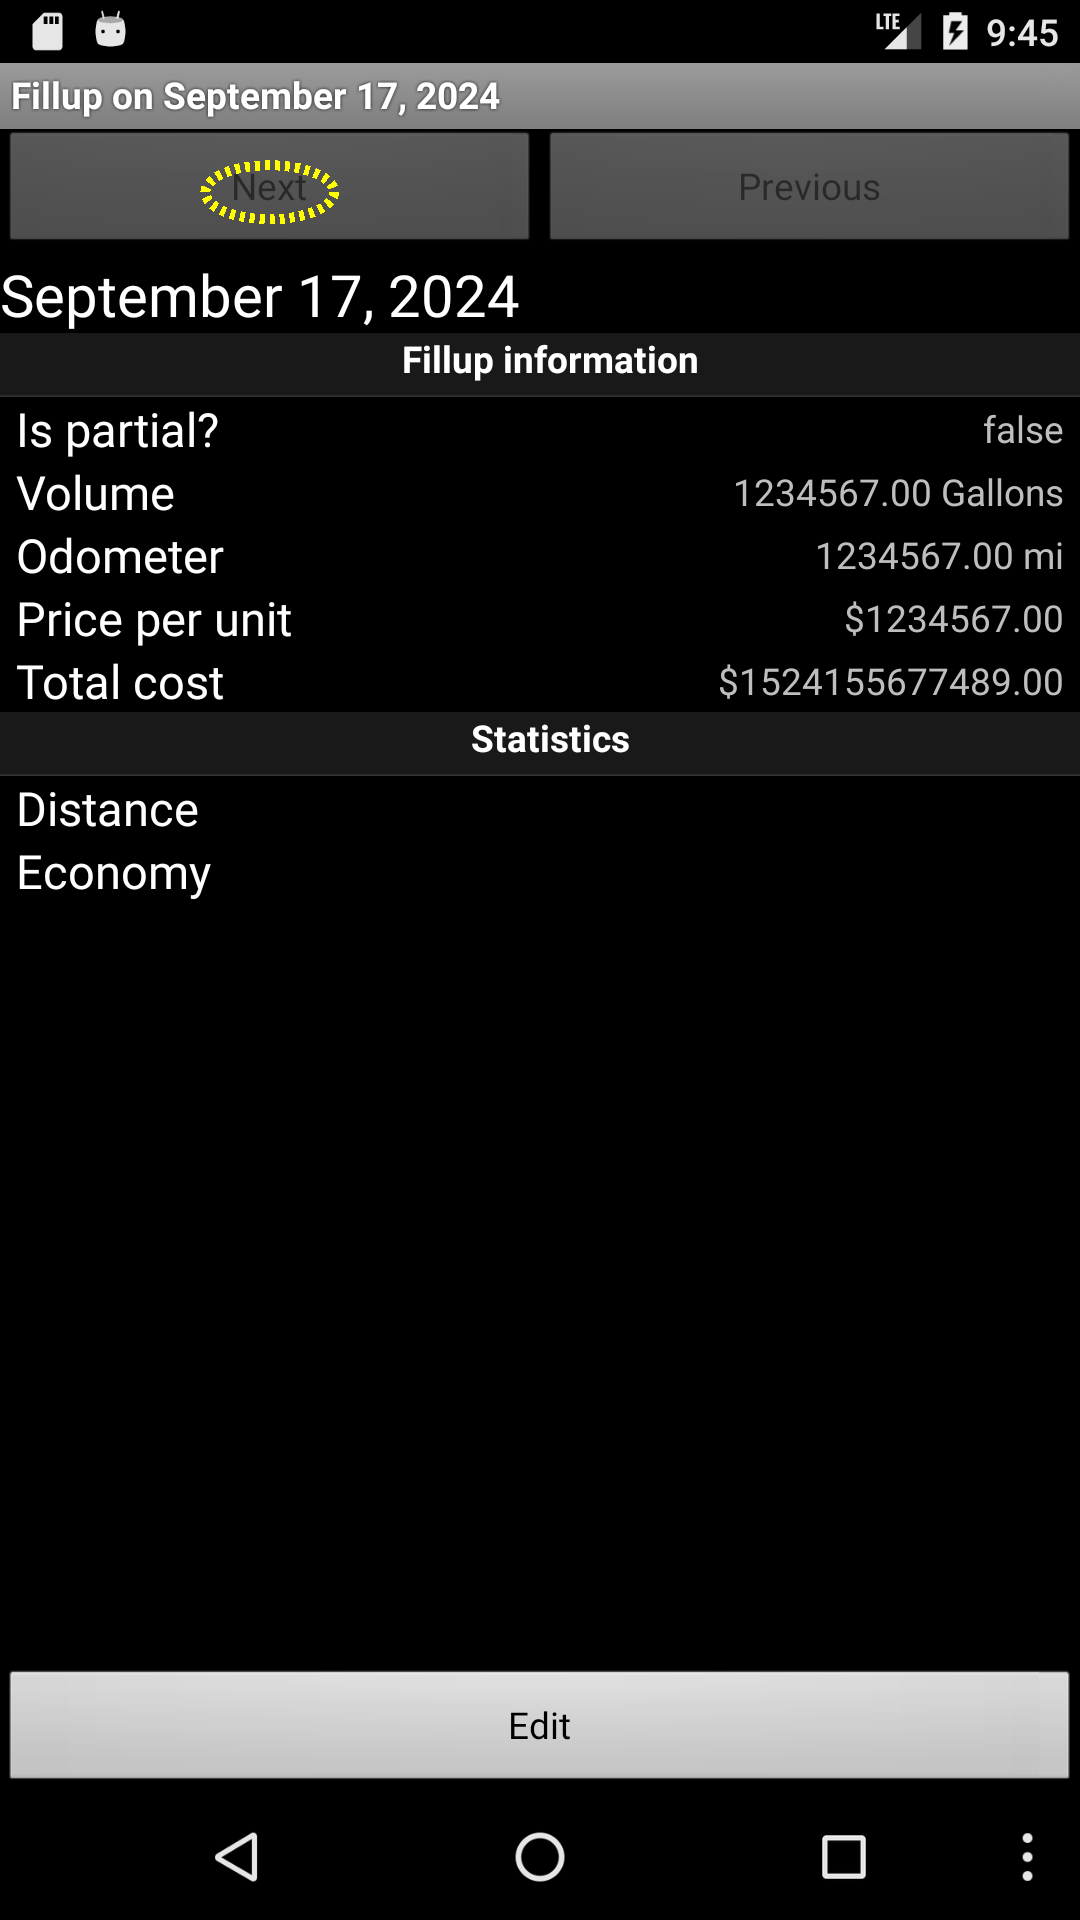 LTE 9:45
Fillup on September 17, 2024
Next Previous
September 17, 2024
Fillup information
Is partial? false
Volume 1234567.00 Gallons
Odometer 1234567.00 mi
Price per unit $1234567.00
Total cost $1524155677489.00
Statistics
Distance
Economy
Edit